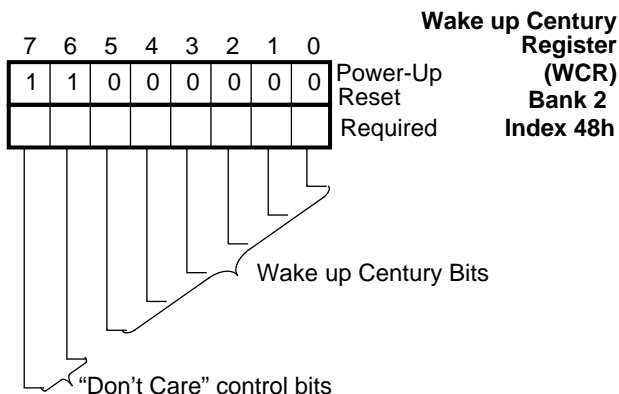 Wake up Century
Register
(WCR)
Bank 2
Index 48h
7 6 5 4 3 2 1 0
1 1 0 0 0 0 0 0
Power-Up
Reset
Required
Wake up Century Bits
“Don’t Care” control bits